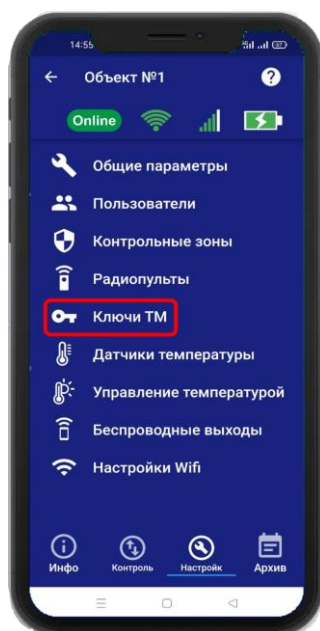 14:55
Объект №1
?
Online
Общие параметры
Пользователи
Контрольные зоны
Радиопульты
Ключи ТМ
Датчики температуры
Управление температурой
Беспроводные выходы
Настройки Wifi
Инфо Контроль Настройк Архив